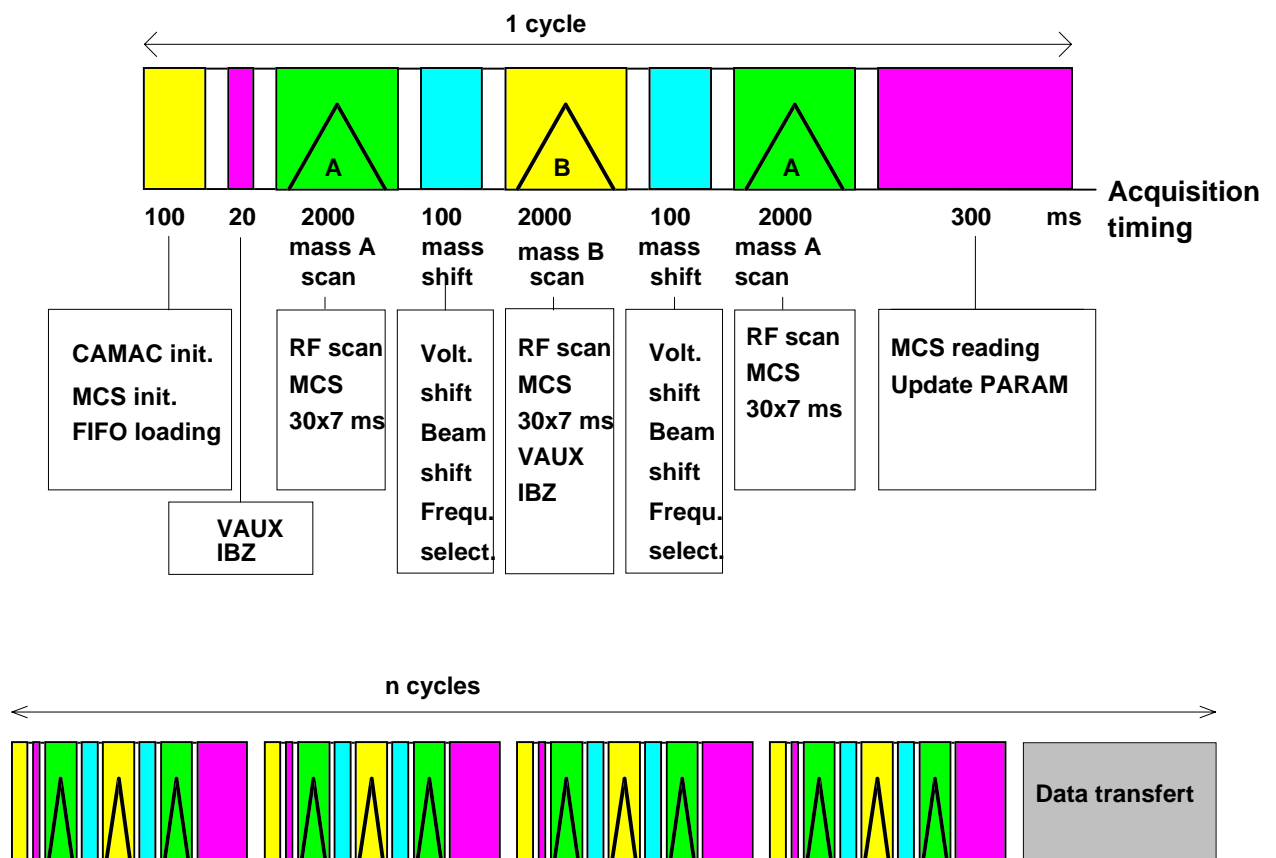 1 cycle
A
B
A
Acquisition
timing
100
20
2000
100
2000
100
2000
300
ms
mass A
scan
mass
shift
mass B
scan
mass
shift
mass A
scan
CAMAC init.
MCS init.
FIFO loading
VAUX
IBZ
RF scan
MCS
30x7 ms
Volt.
shift
Beam
shift
Frequ.
select.
RF scan
MCS
30x7 ms
VAUX
IBZ
Volt.
shift
Beam
shift
Frequ.
select.
RF scan
MCS
30x7 ms
MCS reading
Update PARAM
n cycles
Data transfert